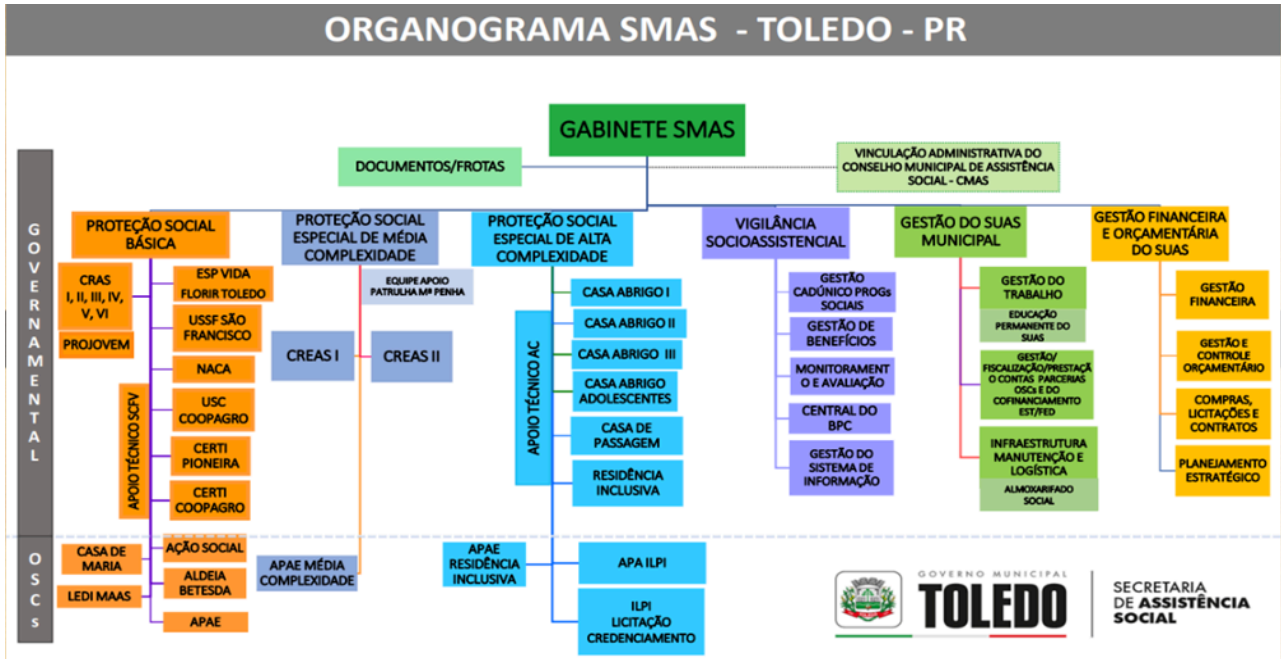 ORGANOGRAMA SMAS - TOLEDO - PR
GABINETE SMAS
DOCUMENTOS/FROTAS
VINCULAÇÃO ADMINISTRATIVA DO
CONSELHO MUNICIPAL DE ASSISTÊNCIA
SOCIAL - CMAS
GOVERNAMENTAL
PROTEÇÃO SOCIAL
BÁSICA
CRAS
I, II, III, IV,
V, VI
PROJOVEM
ESP VIDA
FLORIR TOLEDO
USSF SÃO
FRANCISCO
NACA
USC
COOPAGRO
CERTI
PIONEIRA
CERTI
COOPAGRO
APOIO TÉCNICO SCFV
PROTEÇÃO SOCIAL
ESPECIAL DE MÉDIA
COMPLEXIDADE
EQUIPE APOIO
PATRULHA Mª PENHA
CREAS I
CREAS II
PROTEÇÃO SOCIAL
ESPECIAL DE ALTA
COMPLEXIDADE
APOIO TÉCNICO AC
CASA ABRIGO I
CASA ABRIGO II
CASA ABRIGO III
CASA ABRIGO
ADOLESCENTES
CASA DE
PASSAGEM
RESIDÊNCIA
INCLUSIVA
VIGILÂNCIA
SOCIOASSISTENCIAL
GESTÃO
CADÚNICO PROGs
SOCIAIS
GESTÃO DE
BENEFÍCIOS
MONITORAMENT
O E AVALIAÇÃO
CENTRAL DO
BPC
GESTÃO DO
SISTEMA DE
INFORMAÇÃO
GESTÃO DO SUAS
MUNICIPAL
GESTÃO DO
TRABALHO
EDUCAÇÃO
PERMANENTE DO
SUAS
GESTÃO/
FISCALIZAÇÃO/PRESTAÇÃ
O CONTAS PARCERIAS
OSCs E DO
COFINANCIAMENTO
EST/FED
INFRAESTRUTURA
MANUTENÇÃO E
LOGÍSTICA
ALMOXARIFADO
SOCIAL
GESTÃO FINANCEIRA
E ORÇAMENTÁRIA
DO SUAS
GESTÃO
FINANCEIRA
GESTÃO E
CONTROLE
ORÇAMENTÁRIO
COMPRAS,
LICITAÇÕES E
CONTRATOS
PLANEJAMENTO
ESTRATÉGICO
OSCs
CASA DE
MARIA
LEDI MAAS
AÇÃO SOCIAL
ALDEIA
BETESDA
APAE
APAE MÉDIA
COMPLEXIDADE
APAE
RESIDÊNCIA
INCLUSIVA
APA ILPI
ILPI
LICITAÇÃO
CREDENCIAMENTO
GOVERNO MUNICIPAL
TOLEDO
SECRETARIA
DE ASSISTÊNCIA
SOCIAL